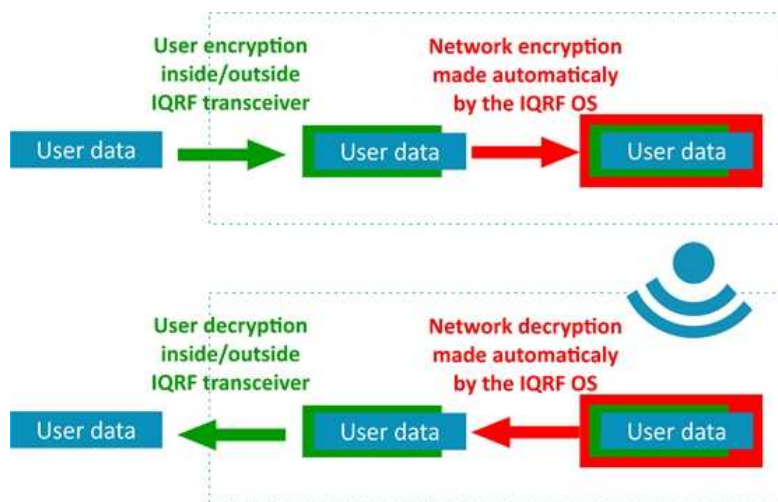 User encryption
inside/outside
IQRF transceiver
Network encryption
made automaticaly
by the IQRF OS
User data
User data
User data
User decryption
inside/outside
IQRF transceiver
Network decryption
made automaticaly
by the IQRF OS
User data
User data
User data